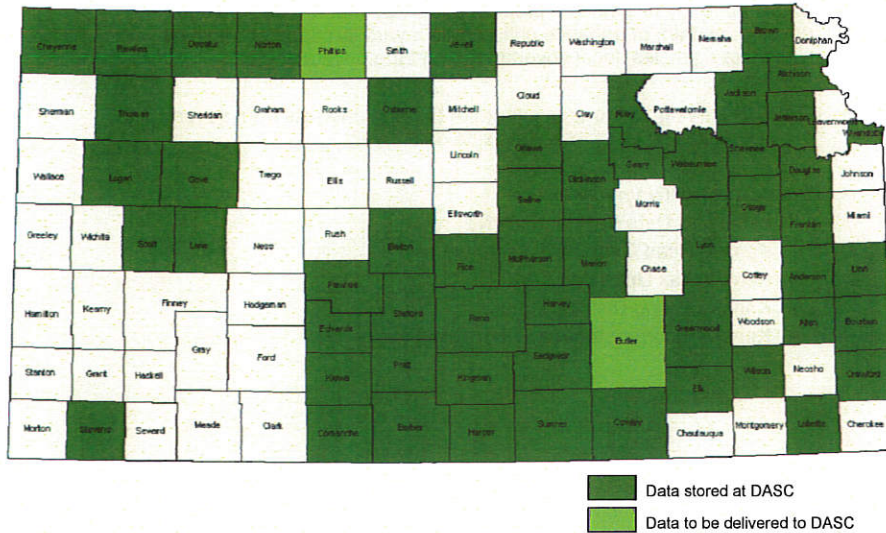 Cheyenne Rawlins Decatur Norton Phillips Smith Jewell Republic Washington Marshall Nemaha Brown Doniphan
Sherman Thomas Sheridan Graham Rooks Osborne Mitchell Cloud Clay Riley Pottawatomie Jackson Atchison
Jefferson Leavenworth Wyandotte
Wallace Logan Gove Trego Ellis Russell Lincoln Ottawa Dickinson Geary Wabaunsee Shawnee Douglas Johnson
Greeley Wichita Scott Lane Ness Rush Barton Ellsworth Saline Morris Lyon Osage Franklin Miami
Hamilton Kearny Finney Hodgeman Pawnee Rice McPherson Marion Chase Coffey Anderson Linn
Stanton Grant Haskell Gray Ford Edwards Stafford Reno Harvey Butler Greenwood Woodson Allen Bourbon
Kiowa Pratt Kingman Sedgwick Elk Wilson Neosho Crawford
Morton Stevens Seward Meade Clark Comanche Barber Harper Sumner Cowley Chautauqua Montgomery Labette Cherokee
Data stored at DASC
Data to be delivered to DASC